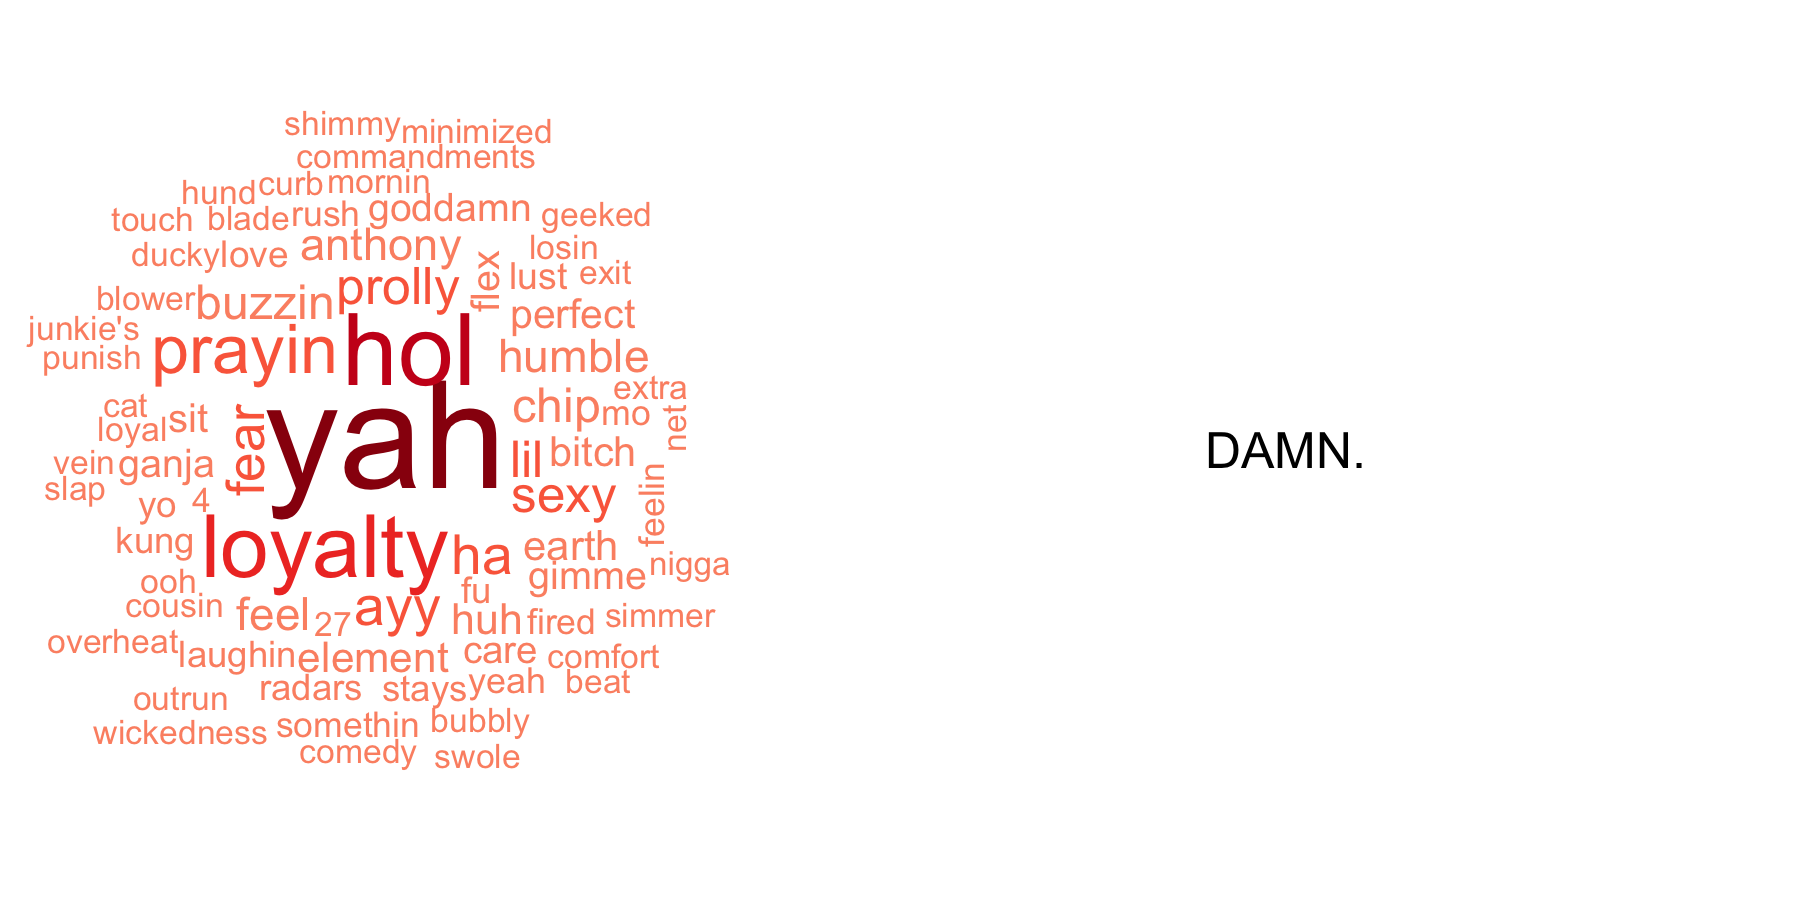 shimmy minimized
commandments
hund curb mornin
touch blade rush goddamn geeked
ducky love anthony losin
flex lust exit
blower buzzin prolly perfect
junkie's prayin hol humble
punish
cat extra
loyal sit fear yah chip mo net
vein ganja lil bitch
slap yo 4 sexy feelin
kung loyalty ha earth
ooh gimme nigga
cousin feel 27 ayy fu huh fired simmer
overheat laughin element care comfort
outrun radars stays yeah beat
wickedness somethin bubbly
comedy swole
DAMN.